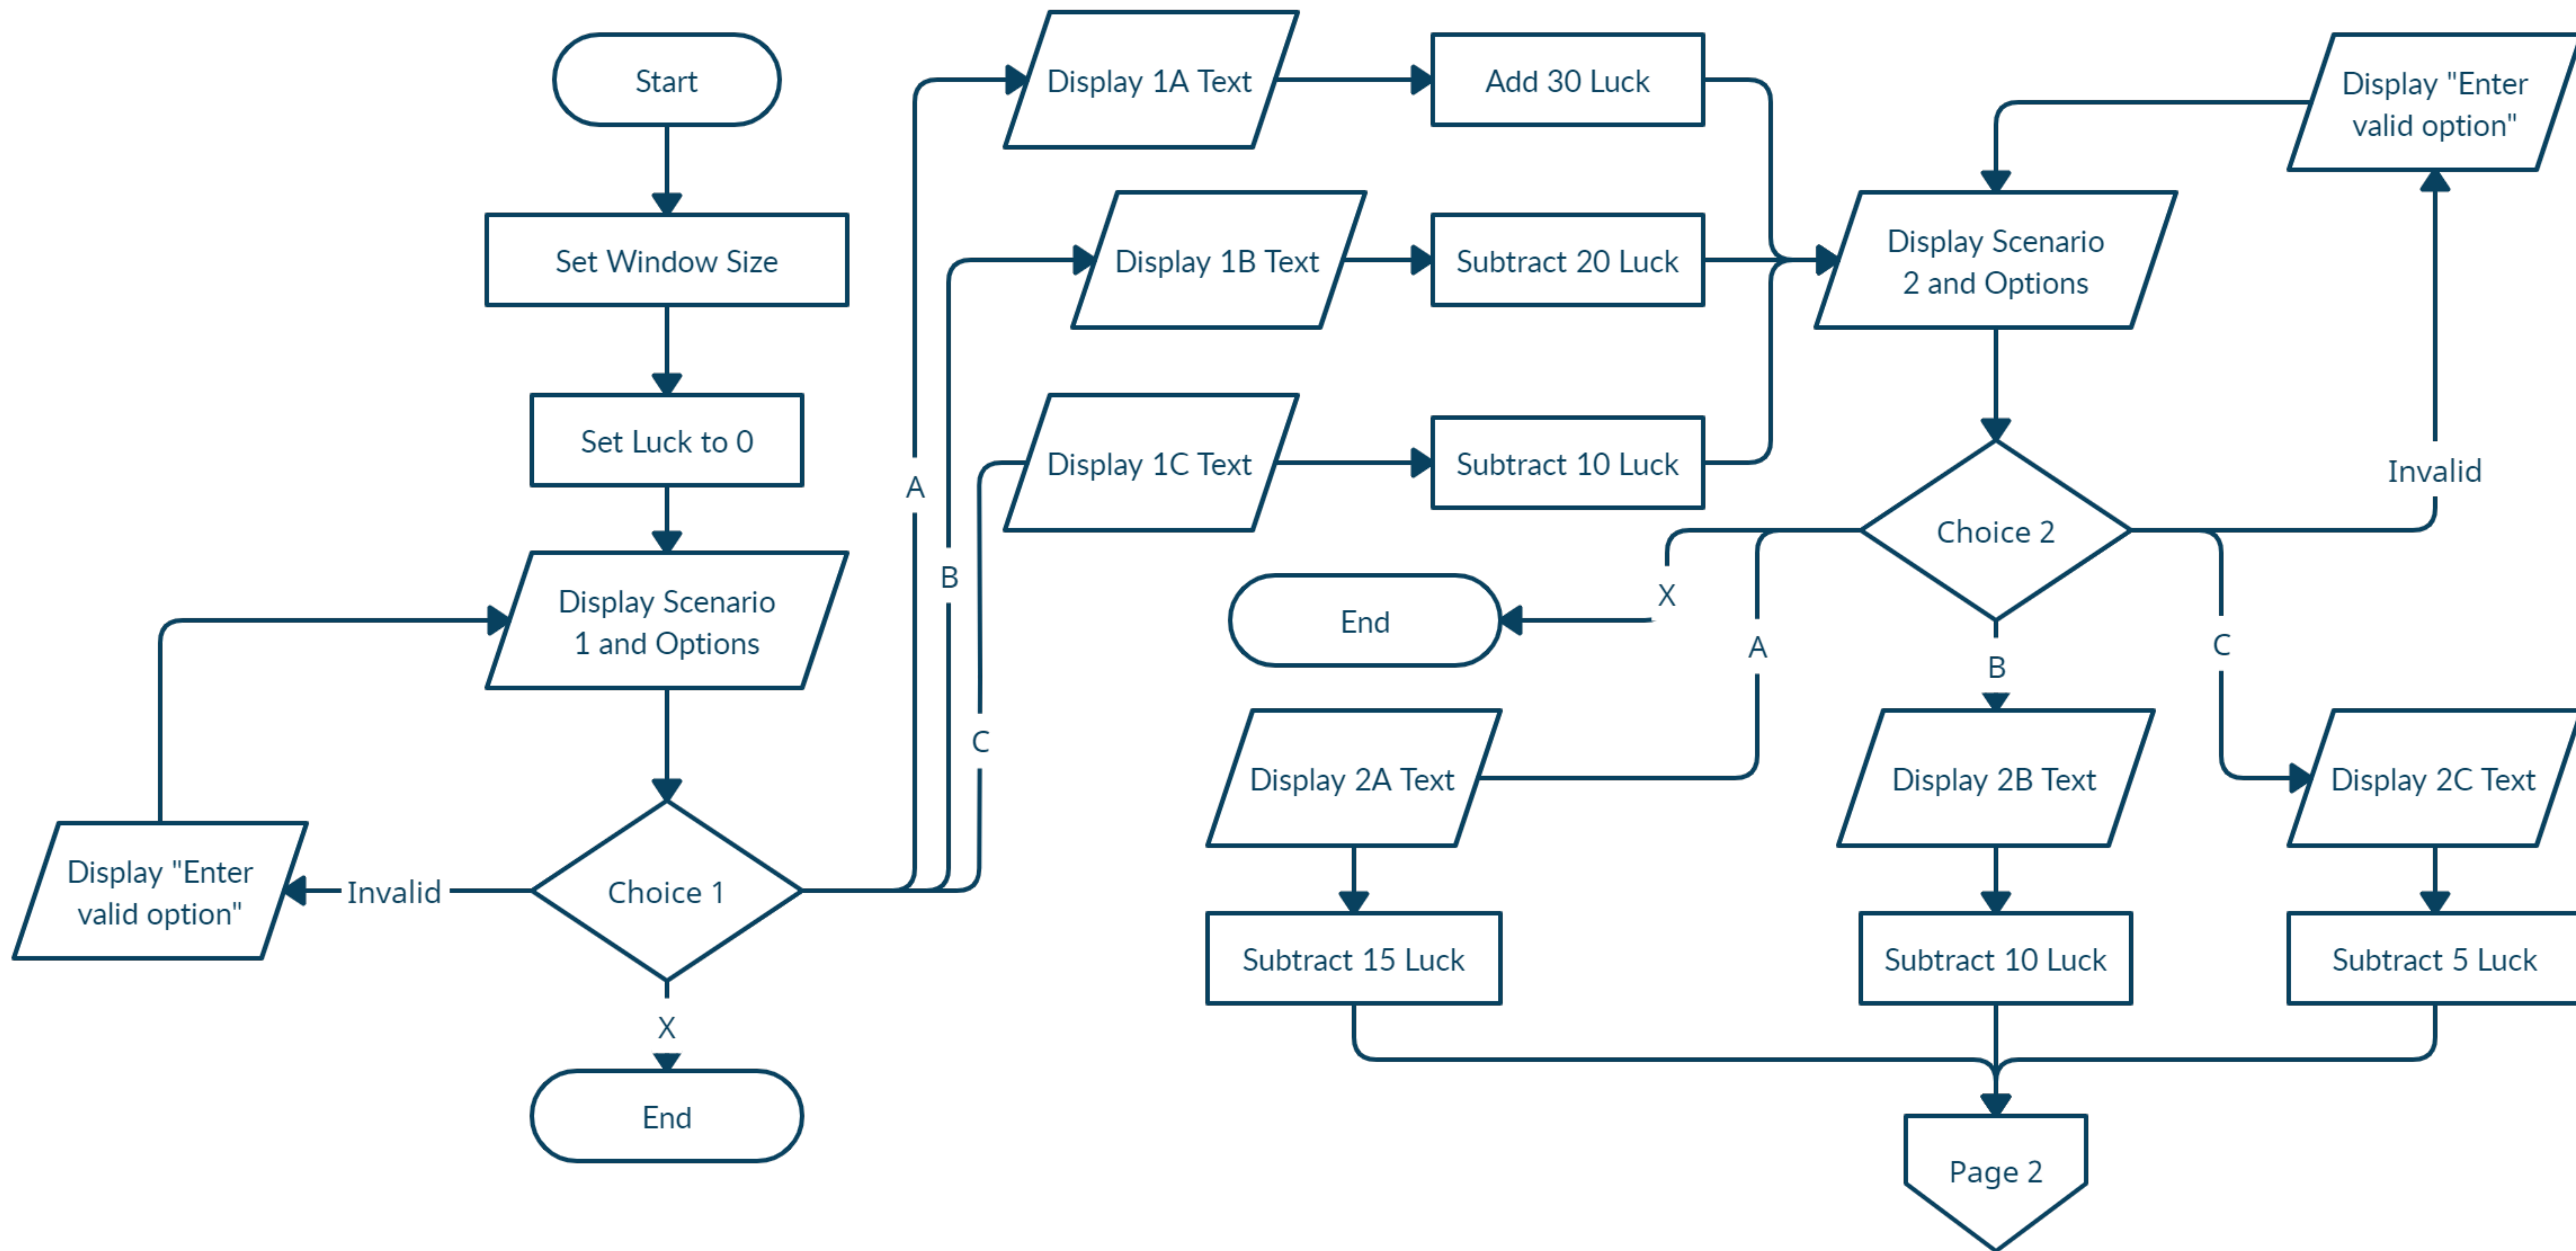 Start
Set Window Size
Set Luck to 0
Display Scenario
1 and Options
Display "Enter
valid option"
Invalid
Choice 1
X
End
A
B
C
Display 1A Text
Add 30 Luck
Display 1B Text
Subtract 20 Luck
Display 1C Text
Subtract 10 Luck
Display Scenario
2 and Options
Display "Enter
valid option"
Invalid
Choice 2
X
End
A
B
C
Display 2A Text
Display 2B Text
Display 2C Text
Subtract 15 Luck
Subtract 10 Luck
Subtract 5 Luck
Page 2